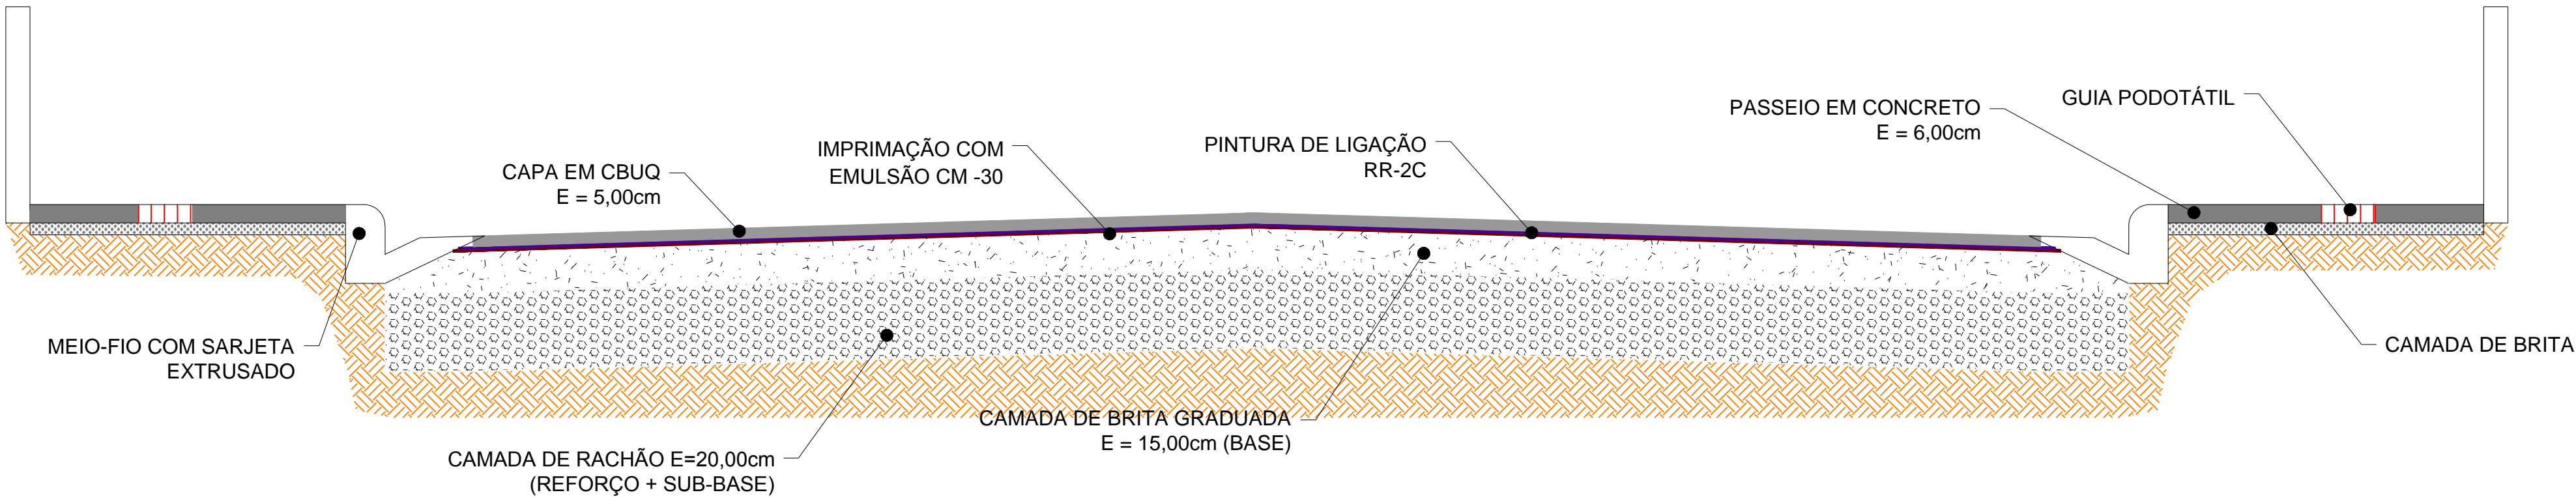 CAPA EM CBUQ
E = 5,00cm
IMPRIMAÇÃO COM
EMULSÃO CM -30
PINTURA DE LIGAÇÃO
RR-2C
PASSEIO EM CONCRETO
E = 6,00cm
GUIA PODOTÁTIL
MEIO-FIO COM SARJETA
EXTRUSADO
CAMADA DE RACHÃO E=20,00cm
(REFORÇO + SUB-BASE)
CAMADA DE BRITA GRADUADA
E = 15,00cm (BASE)
CAMADA DE BRITA